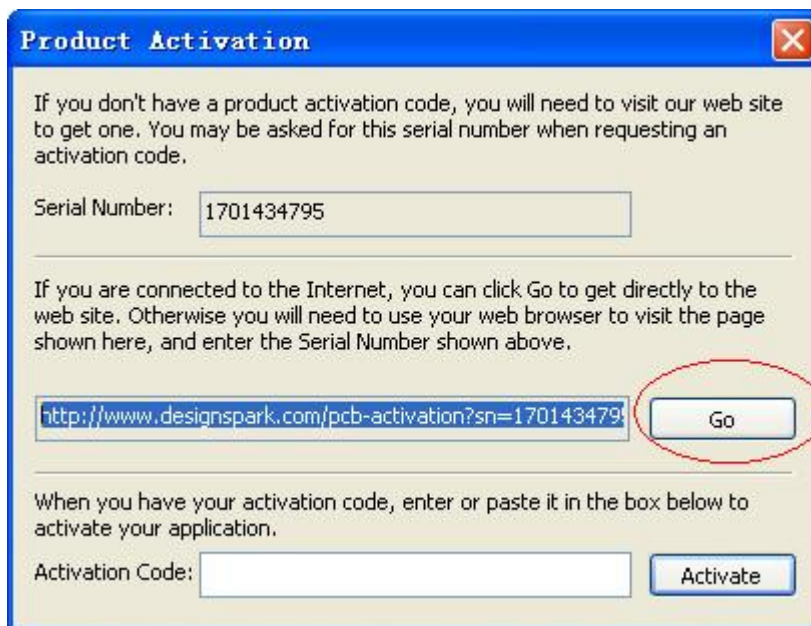 Product Activation
If you don't have a product activation code, you will need to visit our web site
to get one. You may be asked for this serial number when requesting an
activation code.
Serial Number: 1701434795
If you are connected to the Internet, you can click Go to get directly to the
web site. Otherwise you will need to use your web browser to visit the page
shown here, and enter the Serial Number shown above.
http://www.designspark.com/pcb-activation?sn=1701434795 Go
When you have your activation code, enter or paste it in the box below to
activate your application.
Activation Code: Activate